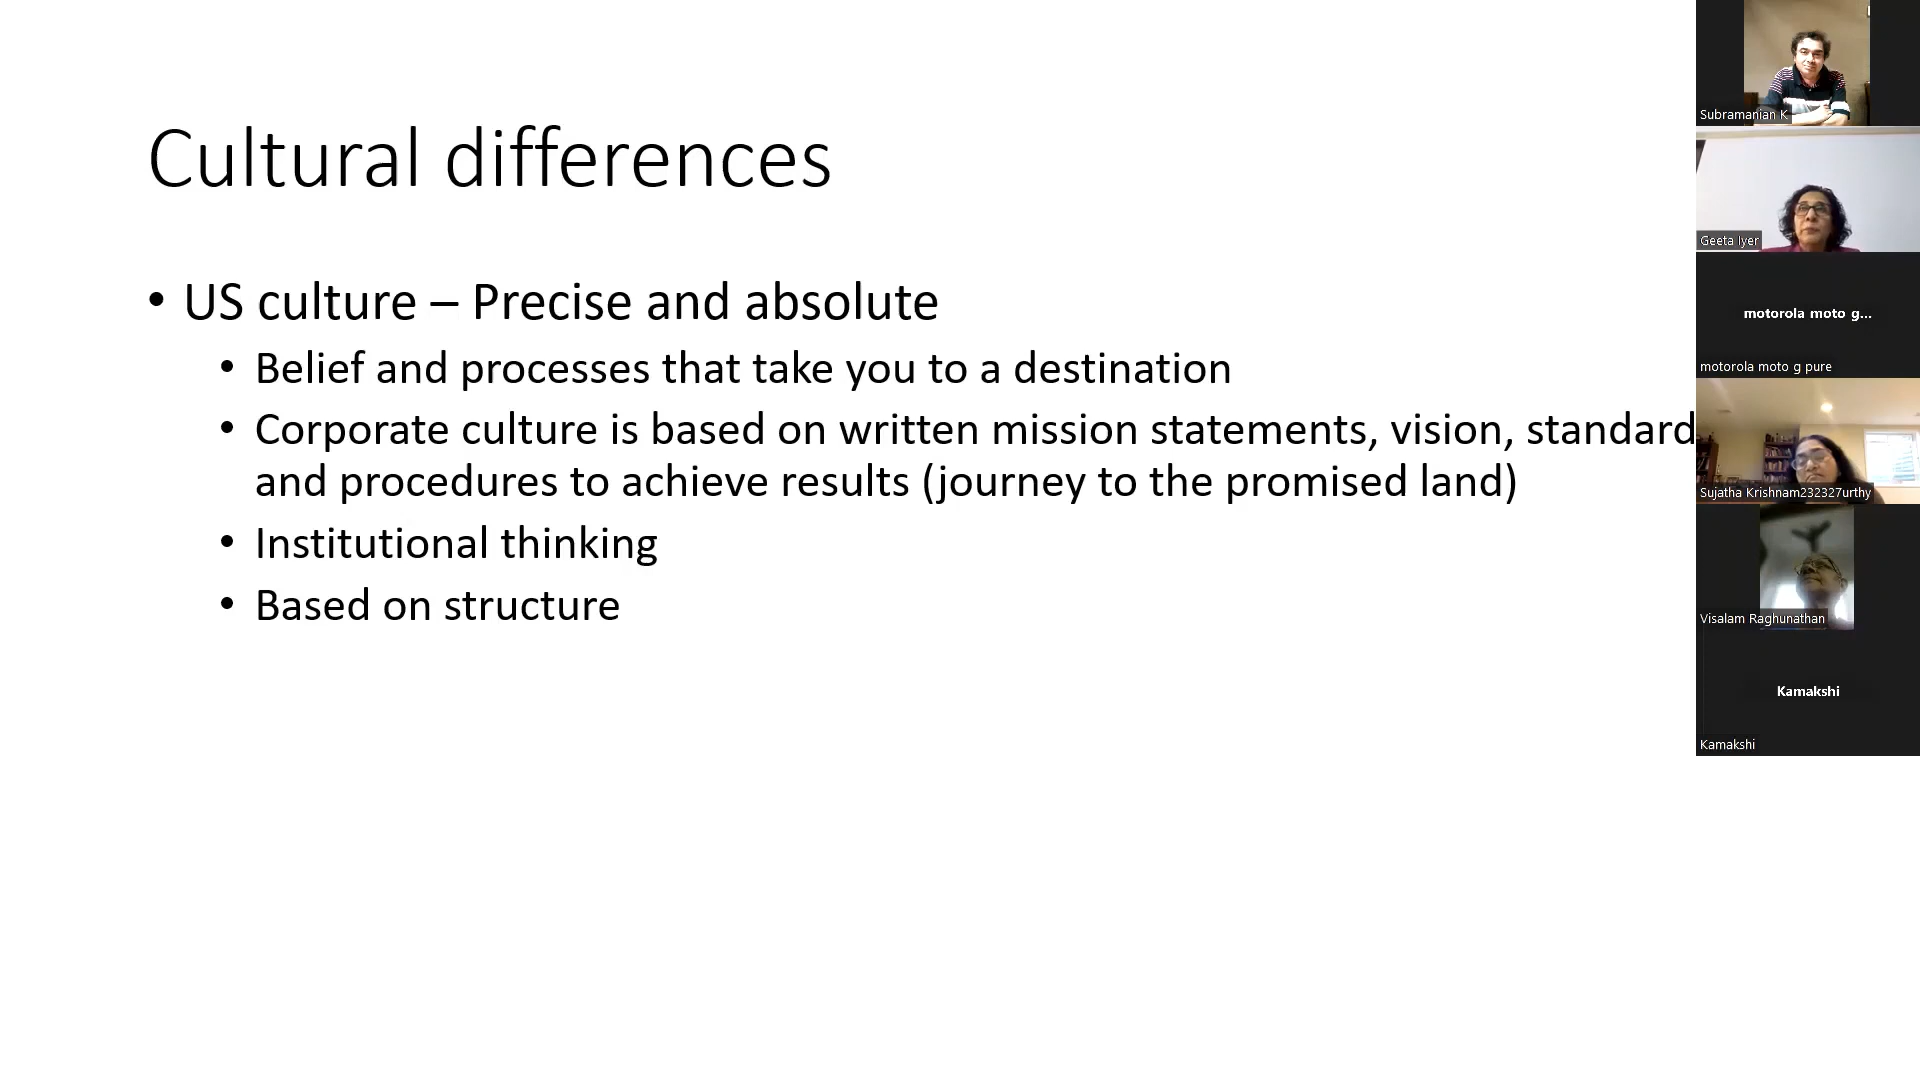 Cultural differences
• US culture – Precise and absolute
• Belief and processes that take you to a destination
• Corporate culture is based on written mission statements, vision, standard
and procedures to achieve results (journey to the promised land)
• Institutional thinking
• Based on structure
Subramanian K
Geeta Iyer
motorola moto g...
motorola moto g pure
Sujatha Krishnam232327urthy
Visalam Raghunathan
Kamakshi
Kamakshi